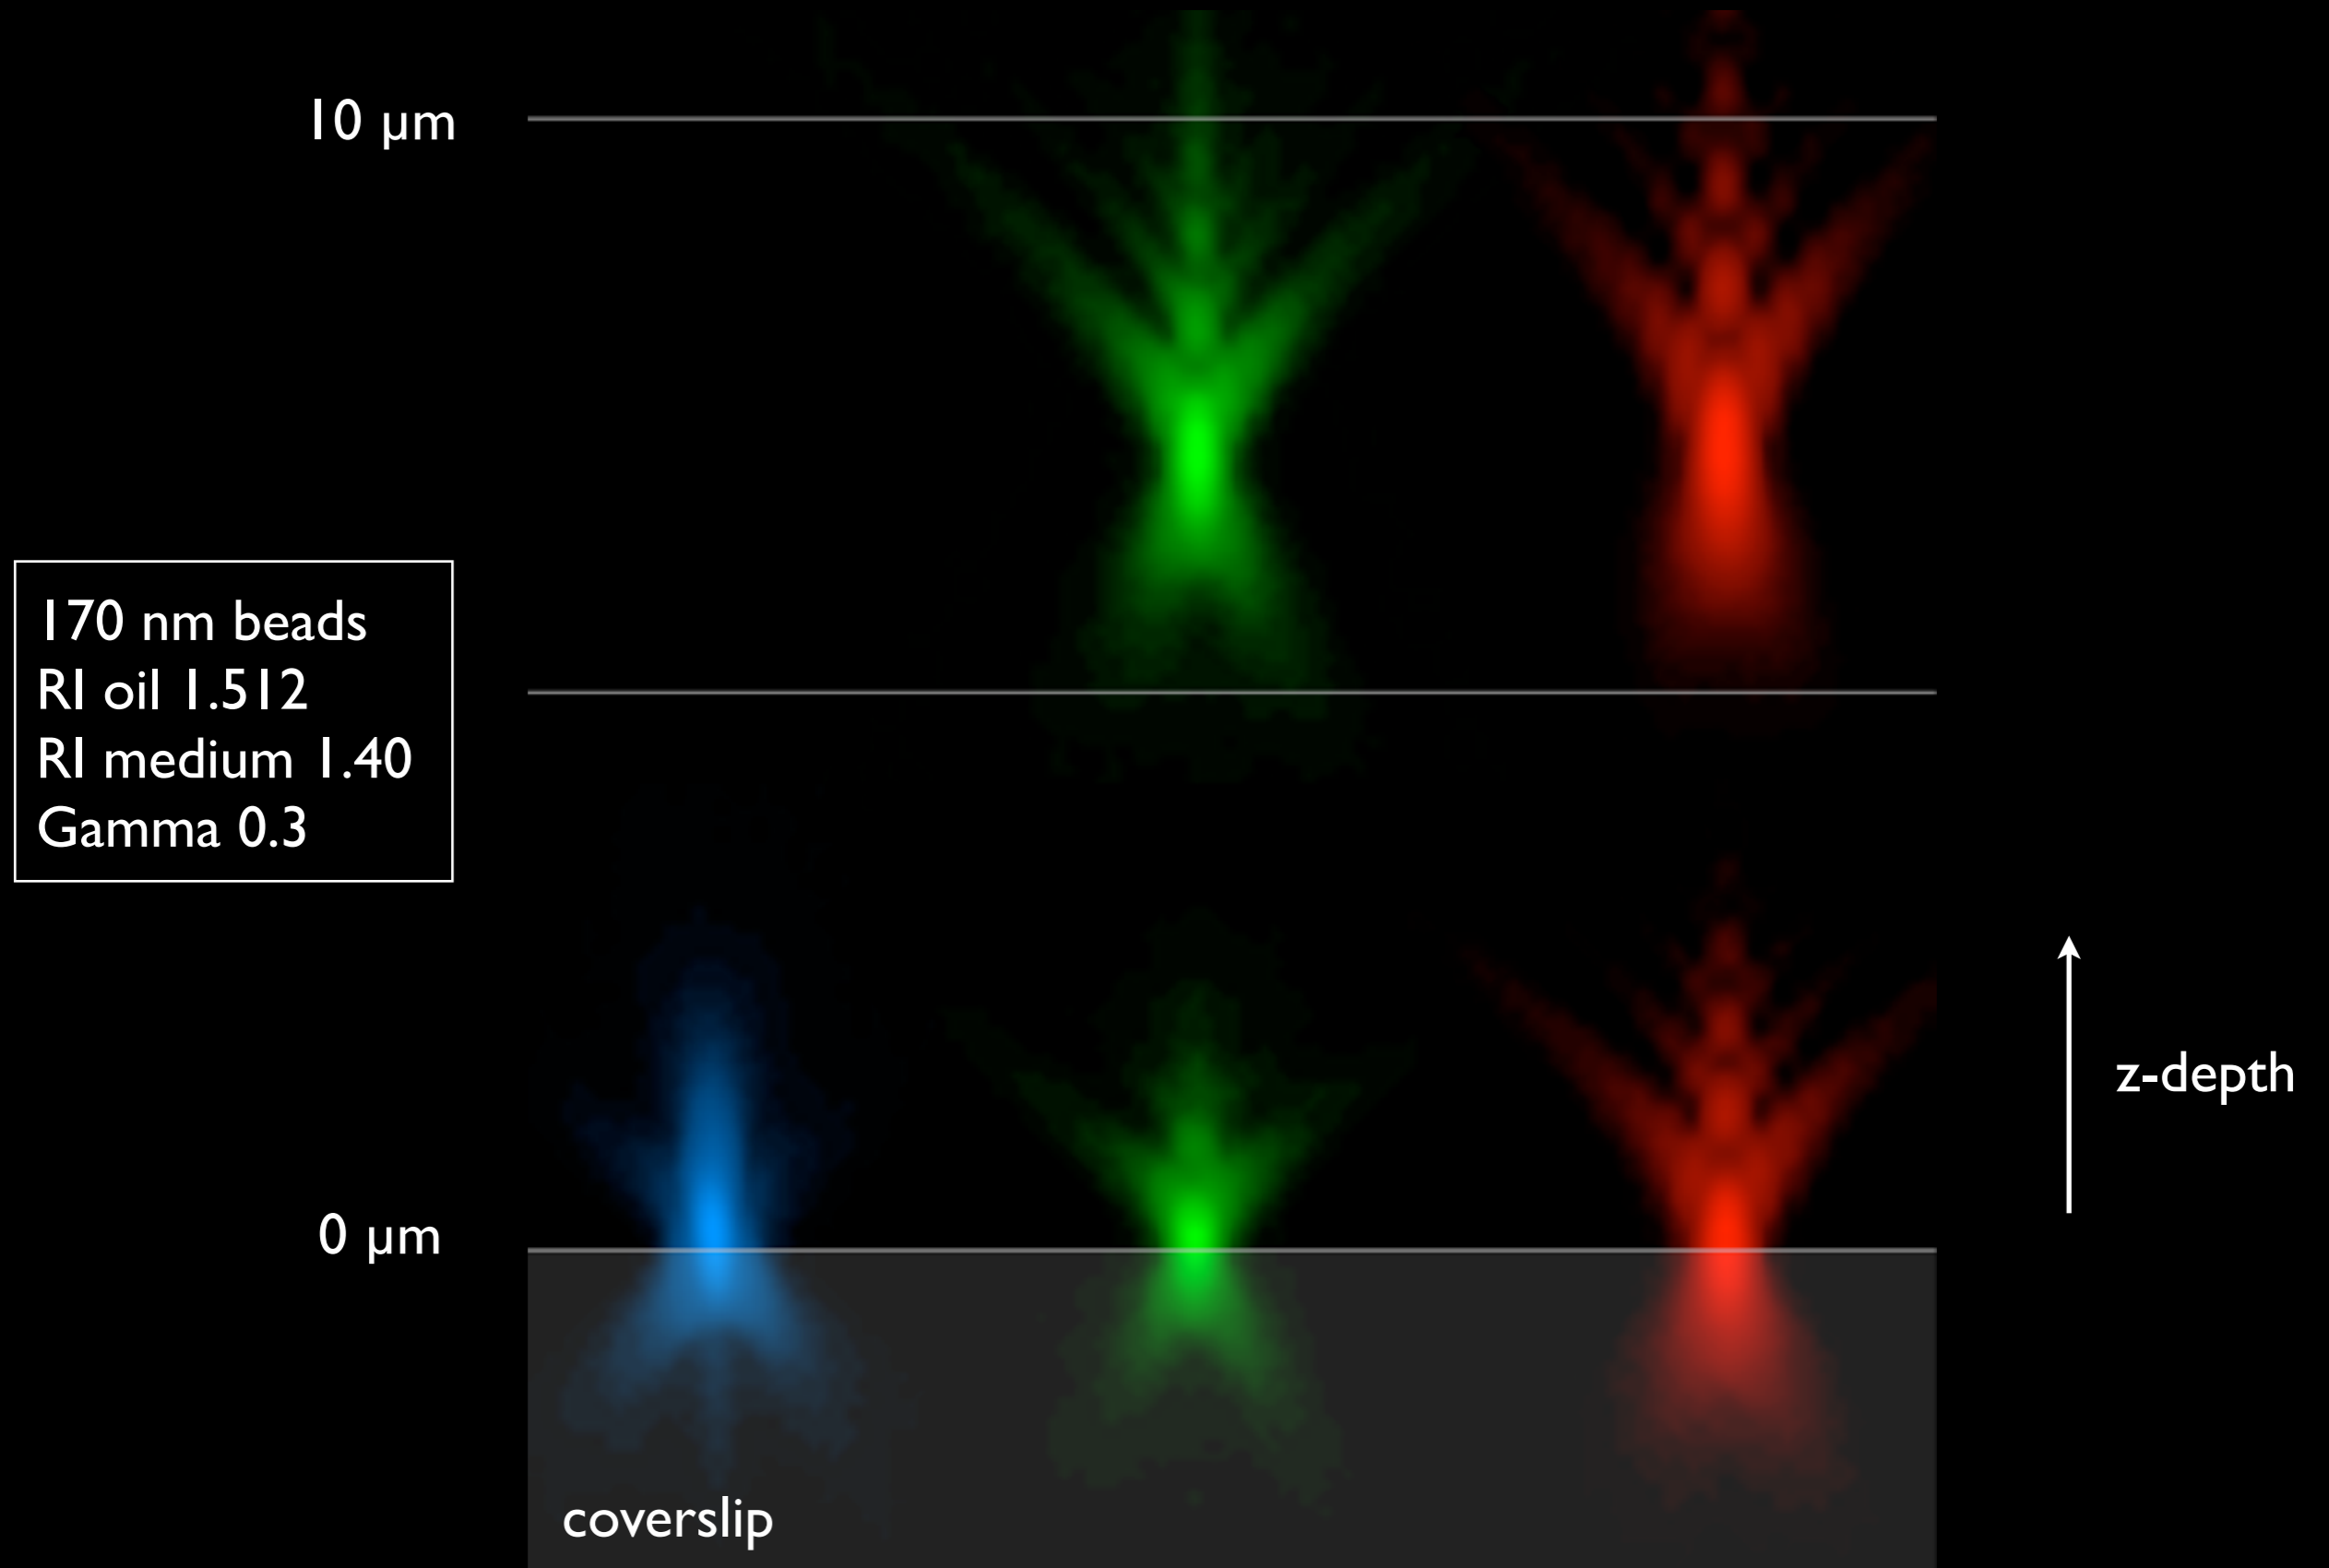 10 µm
170 nm beads
RI oil 1.512
RI medium 1.40
Gamma 0.3
z-depth
0 µm
coverslip